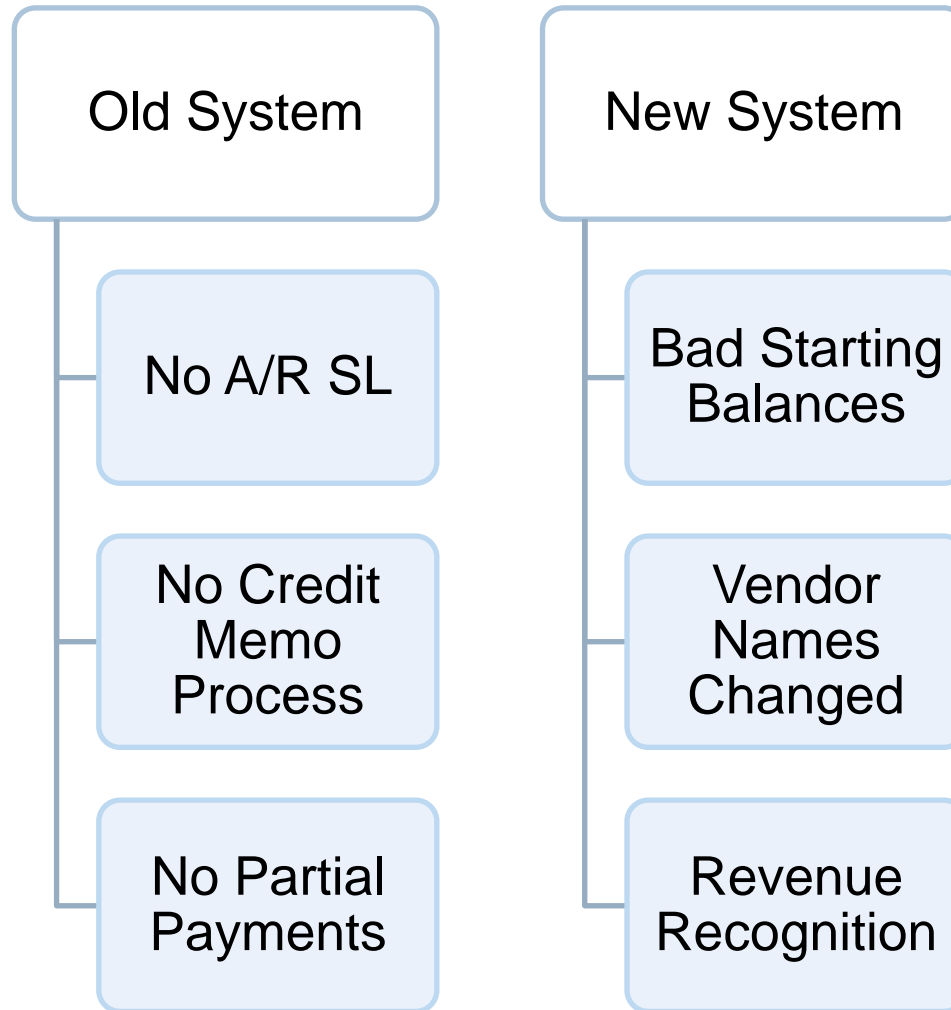 Old System
No A/R SL
No Credit
Memo
Process
No Partial
Payments
New System
Bad Starting
Balances
Vendor
Names
Changed
Revenue
Recognition